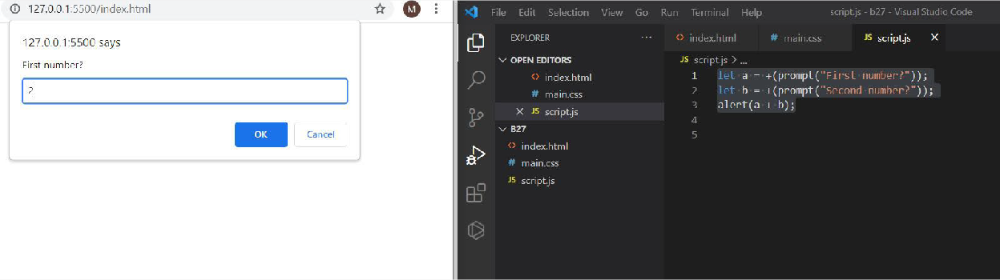 127.0.0.1:5500/index.html
M
127.0.0.1:5500 says
First number?
2
OK
Cancel
File Edit Selection View Go Run Terminal Help
script.js - b27 - Visual Studio Code
EXPLORER
index.html
main.css
JS script.js
OPEN EDITORS
index.html
main.css
JS script.js
B27
index.html
main.css
JS script.js
JS script.js > ...
1 let a = +(prompt("First number?"));
2 let b = +(prompt("Second number?"));
3 alert(a + b);
4
5